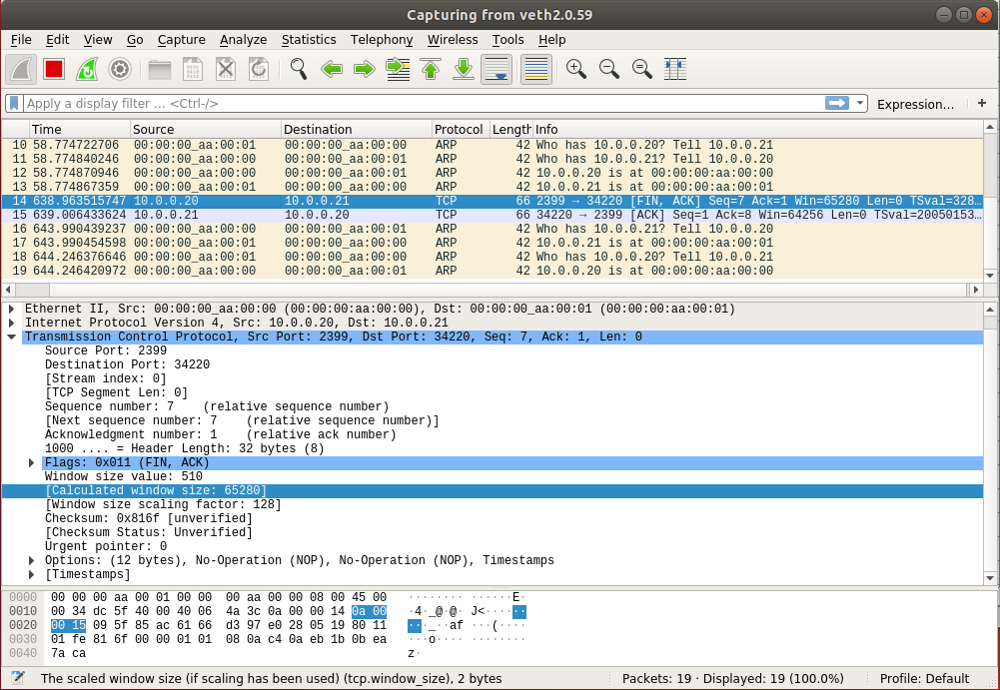 Capturing from veth2.0.59
File Edit View Go Capture Analyze Statistics Telephony Wireless Tools Help
Apply a display filter … <Ctrl-/> Expression… +
Time Source Destination Protocol Length Info
10 58.774722706 00:00:00_aa:00:01 00:00:00_aa:00:00 ARP 42 Who has 10.0.0.20? Tell 10.0.0.21
11 58.774840246 00:00:00_aa:00:00 00:00:00_aa:00:01 ARP 42 Who has 10.0.0.21? Tell 10.0.0.20
12 58.774870946 00:00:00_aa:00:00 00:00:00_aa:00:01 ARP 42 10.0.0.20 is at 00:00:00:aa:00:00
13 58.774867359 00:00:00_aa:00:01 00:00:00_aa:00:00 ARP 42 10.0.0.21 is at 00:00:00:aa:00:01
14 638.963515747 10.0.0.20 10.0.0.21 TCP 66 2399 → 34220 [FIN, ACK] Seq=7 Ack=1 Win=65280 Len=0 TSval=328…
15 639.006433624 10.0.0.21 10.0.0.20 TCP 66 34220 → 2399 [ACK] Seq=1 Ack=8 Win=64256 Len=0 TSval=20050153…
16 643.990439237 00:00:00_aa:00:00 00:00:00_aa:00:01 ARP 42 Who has 10.0.0.21? Tell 10.0.0.20
17 643.990454598 00:00:00_aa:00:01 00:00:00_aa:00:00 ARP 42 10.0.0.21 is at 00:00:00:aa:00:01
18 644.246376646 00:00:00_aa:00:01 00:00:00_aa:00:00 ARP 42 Who has 10.0.0.20? Tell 10.0.0.21
19 644.246420972 00:00:00_aa:00:00 00:00:00_aa:00:01 ARP 42 10.0.0.20 is at 00:00:00:aa:00:00
Ethernet II, Src: 00:00:00_aa:00:00 (00:00:00:aa:00:00), Dst: 00:00:00_aa:00:01 (00:00:00:aa:00:01)
Internet Protocol Version 4, Src: 10.0.0.20, Dst: 10.0.0.21
Transmission Control Protocol, Src Port: 2399, Dst Port: 34220, Seq: 7, Ack: 1, Len: 0
Source Port: 2399
Destination Port: 34220
[Stream index: 0]
[TCP Segment Len: 0]
Sequence number: 7 (relative sequence number)
[Next sequence number: 7 (relative sequence number)]
Acknowledgment number: 1 (relative ack number)
1000 .... = Header Length: 32 bytes (8)
Flags: 0x011 (FIN, ACK)
Window size value: 510
[Calculated window size: 65280]
[Window size scaling factor: 128]
Checksum: 0x816f [unverified]
[Checksum Status: Unverified]
Urgent pointer: 0
Options: (12 bytes), No-Operation (NOP), No-Operation (NOP), Timestamps
[Timestamps]
0000 00 00 00 aa 00 01 00 00 00 aa 00 00 08 00 45 00 ········ ······E·
0010 00 34 dc 5f 40 00 40 06 4a 3c 0a 00 00 14 0a 00 ·4·_@·@· J<······
0020 00 15 09 5f 85 ac 61 66 d3 97 e0 28 05 19 80 11 ···_··af ···(····
0030 01 fe 81 6f 00 00 01 01 08 0a c4 0a eb 1b 0b ea ···o···· ········
0040 7a ca z·
The scaled window size (if scaling has been used) (tcp.window_size), 2 bytes Packets: 19 · Displayed: 19 (100.0%) Profile: Default